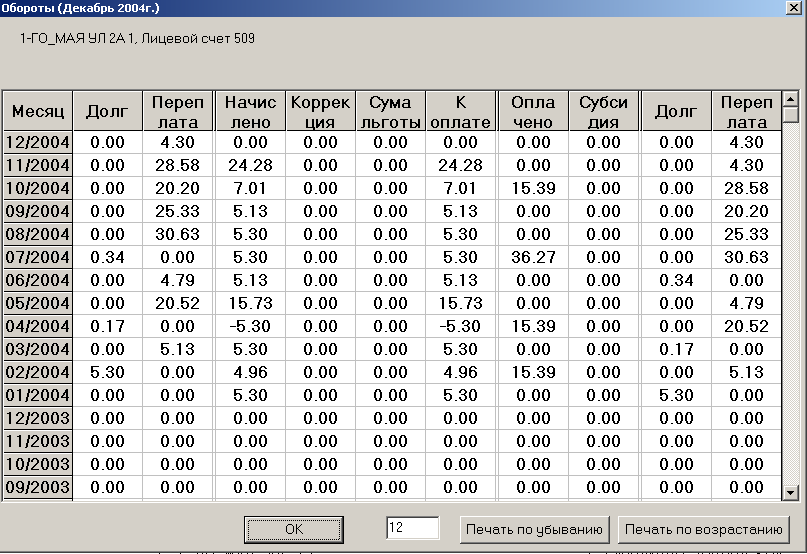 Обороты (Декабрь 2004г.)
1-ГО_МАЯ УЛ 2А 1, Лицевой счет 509
Месяц Долг Переп лата Начис лено Коррек ция Сума льготы К оплате Опла чено Субси дия Долг Переп лата
12/2004 0.00 4.30 0.00 0.00 0.00 0.00 0.00 0.00 0.00 4.30
11/2004 0.00 28.58 24.28 0.00 0.00 24.28 0.00 0.00 0.00 4.30
10/2004 0.00 20.20 7.01 0.00 0.00 7.01 15.39 0.00 0.00 28.58
09/2004 0.00 25.33 5.13 0.00 0.00 5.13 0.00 0.00 0.00 20.20
08/2004 0.00 30.63 5.30 0.00 0.00 5.30 0.00 0.00 0.00 25.33
07/2004 0.34 0.00 5.30 0.00 0.00 5.30 36.27 0.00 0.00 30.63
06/2004 0.00 4.79 5.13 0.00 0.00 5.13 0.00 0.00 0.34 0.00
05/2004 0.00 20.52 15.73 0.00 0.00 15.73 0.00 0.00 0.00 4.79
04/2004 0.17 0.00 -5.30 0.00 0.00 -5.30 15.39 0.00 0.00 20.52
03/2004 0.00 5.13 5.30 0.00 0.00 5.30 0.00 0.00 0.17 0.00
02/2004 5.30 0.00 4.96 0.00 0.00 4.96 15.39 0.00 0.00 5.13
01/2004 0.00 0.00 5.30 0.00 0.00 5.30 0.00 0.00 5.30 0.00
12/2003 0.00 0.00 0.00 0.00 0.00 0.00 0.00 0.00 0.00 0.00
11/2003 0.00 0.00 0.00 0.00 0.00 0.00 0.00 0.00 0.00 0.00
10/2003 0.00 0.00 0.00 0.00 0.00 0.00 0.00 0.00 0.00 0.00
09/2003 0.00 0.00 0.00 0.00 0.00 0.00 0.00 0.00 0.00 0.00
OK 12 Печать по убыванию Печать по возрастанию